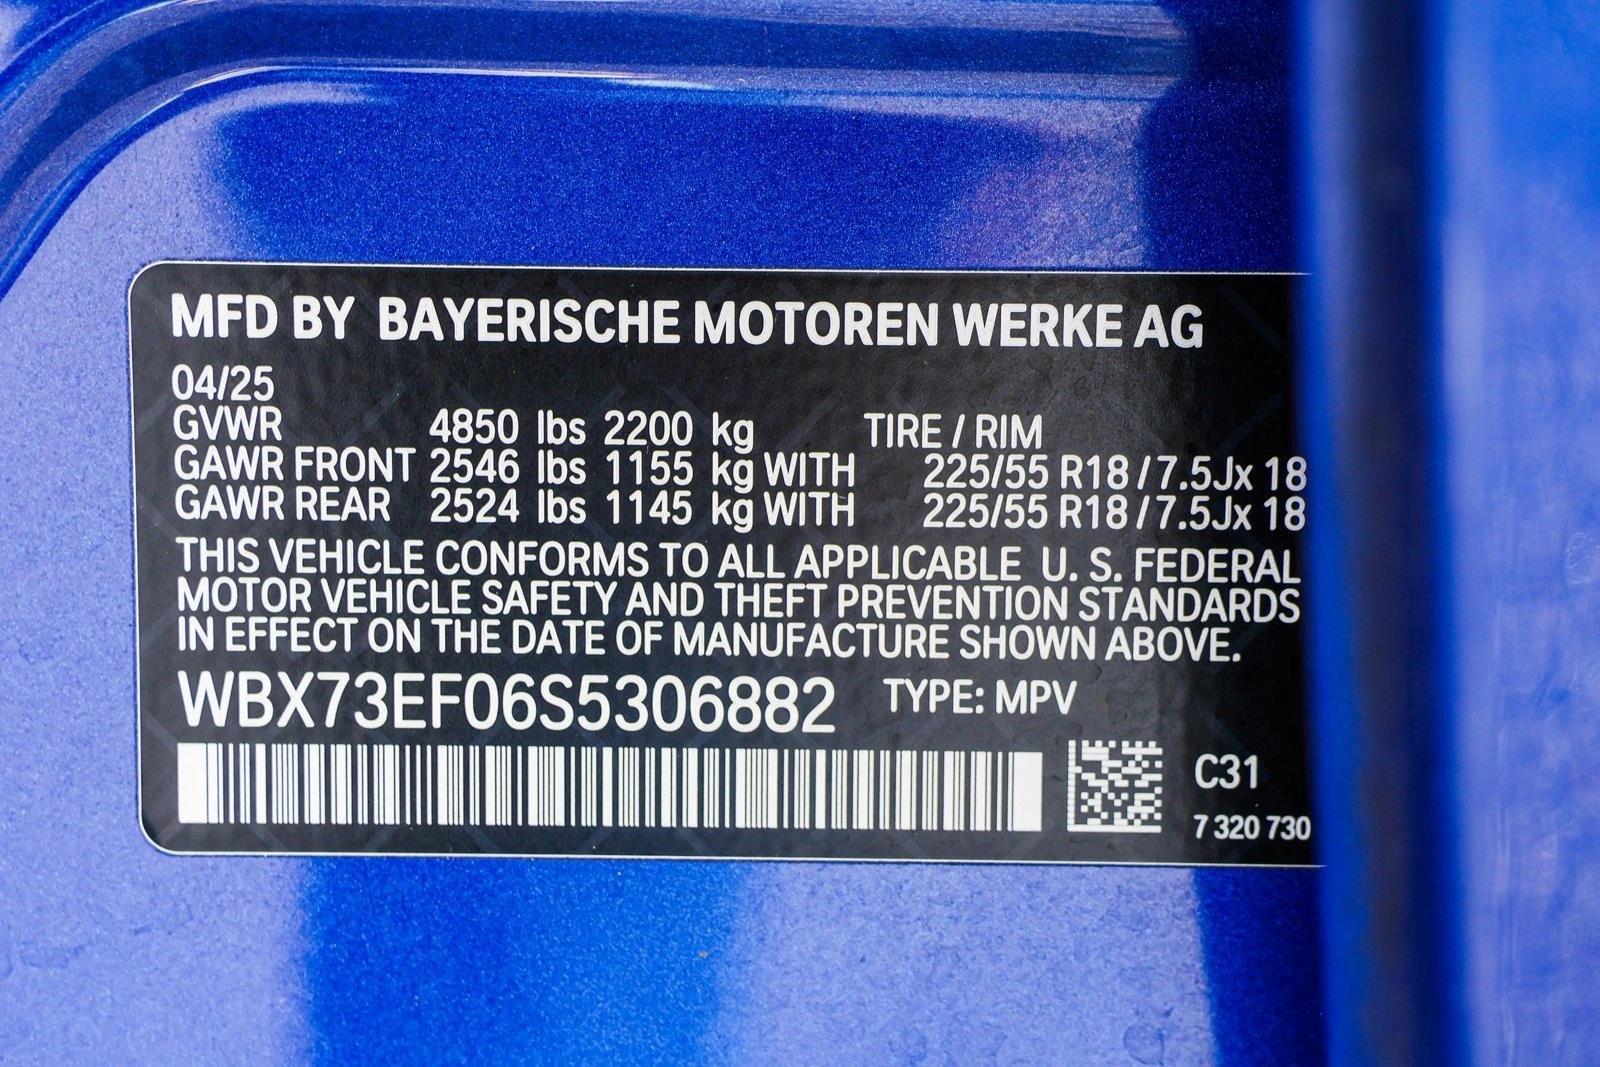 MFD BY BAYERISCHE MOTOREN WERKE AG
04/25
GVWR 4850 lbs 2200 kg TIRE / RIM
GAWR FRONT 2546 lbs 1155 kg WITH 225/55 R18 / 7.5Jx 18
GAWR REAR 2524 lbs 1145 kg WITH 225/55 R18 / 7.5Jx 18
THIS VEHICLE CONFORMS TO ALL APPLICABLE U. S. FEDERAL
MOTOR VEHICLE SAFETY AND THEFT PREVENTION STANDARDS
IN EFFECT ON THE DATE OF MANUFACTURE SHOWN ABOVE.
WBX73EF06S5306882 TYPE: MPV
C31
7 320 730